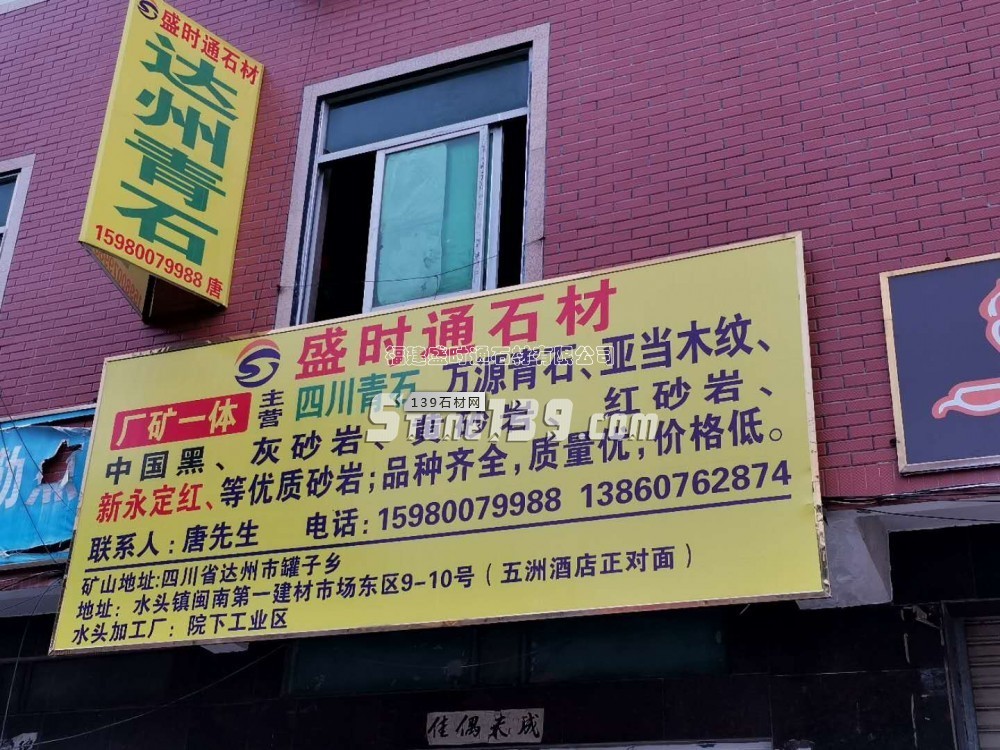 盛时通石材
达州青石
15980079988 唐
盛时通石材
福建盛时通石材有限公司
厂矿一体
主营
四川青石、万源青石、亚当木纹、
139石材网
Stone139.com
中国黑、灰砂岩、黄砂岩、红砂岩、
新永定红、等优质砂岩;品种齐全,质量优,价格低。
联系人:唐先生 电话:15980079988 13860762874
矿山地址:四川省达州市罐子乡
地址:水头镇闽南第一建材市场东区9-10号(五洲酒店正对面)
水头加工厂:院下工业区
佳偶来成